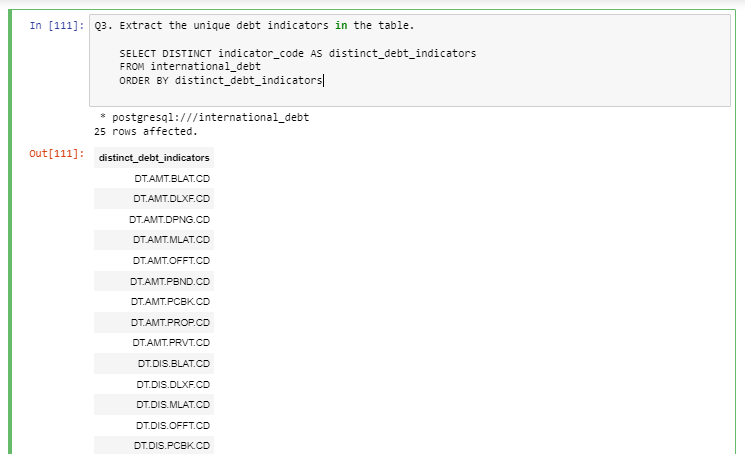 In [111]: Q3. Extract the unique debt indicators in the table.
SELECT DISTINCT indicator_code AS distinct_debt_indicators
FROM international_debt
ORDER BY distinct_debt_indicators
* postgresql:///international_debt
25 rows affected.
Out[111]: distinct_debt_indicators
DT.AMT.BLAT.CD
DT.AMT.DLXF.CD
DT.AMT.DPNG.CD
DT.AMT.MLAT.CD
DT.AMT.OFFT.CD
DT.AMT.PBND.CD
DT.AMT.PCBK.CD
DT.AMT.PROP.CD
DT.AMT.PRVT.CD
DT.DIS.BLAT.CD
DT.DIS.DLXF.CD
DT.DIS.MLAT.CD
DT.DIS.OFFT.CD
DT.DIS.PCBK.CD